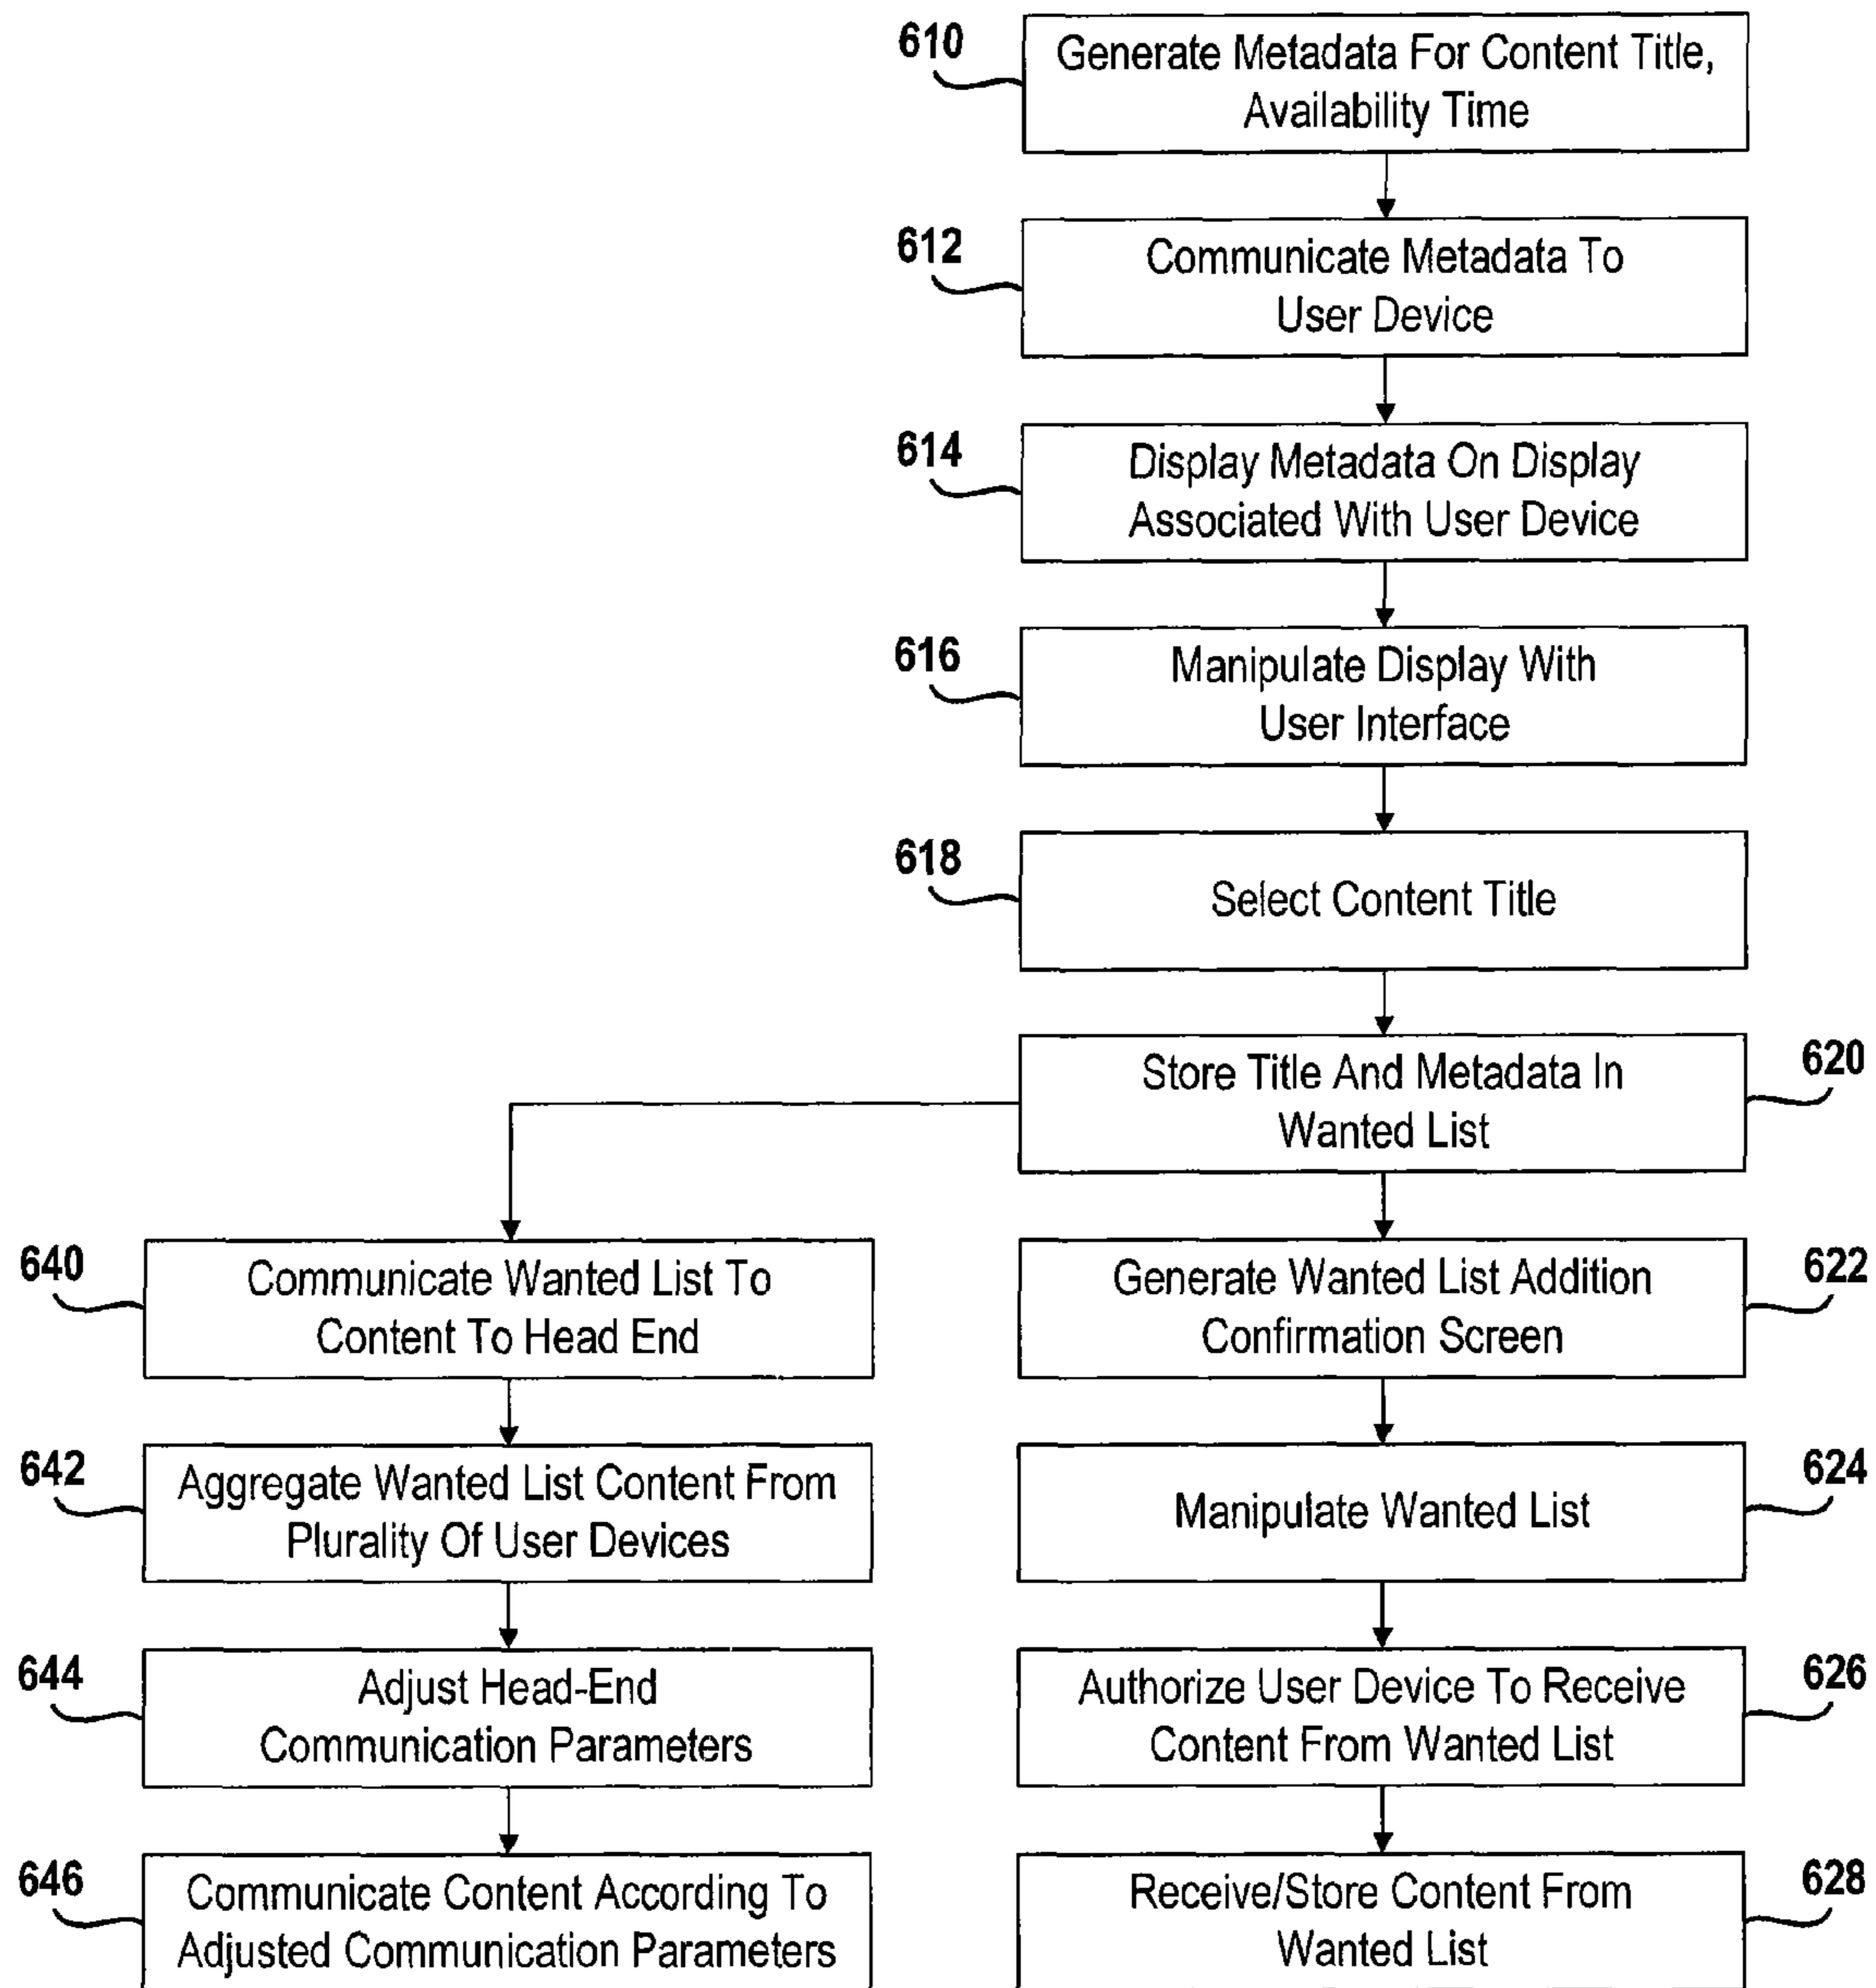 610
Generate Metadata For Content Title,
Availability Time
612
Communicate Metadata To
User Device
614
Display Metadata On Display
Associated With User Device
616
Manipulate Display With
User Interface
618
Select Content Title
620
Store Title And Metadata In
Wanted List
640
Communicate Wanted List To
Content To Head End
622
Generate Wanted List Addition
Confirmation Screen
642
Aggregate Wanted List Content From
Plurality Of User Devices
624
Manipulate Wanted List
644
Adjust Head-End
Communication Parameters
626
Authorize User Device To Receive
Content From Wanted List
646
Communicate Content According To
Adjusted Communication Parameters
628
Receive/Store Content From
Wanted List